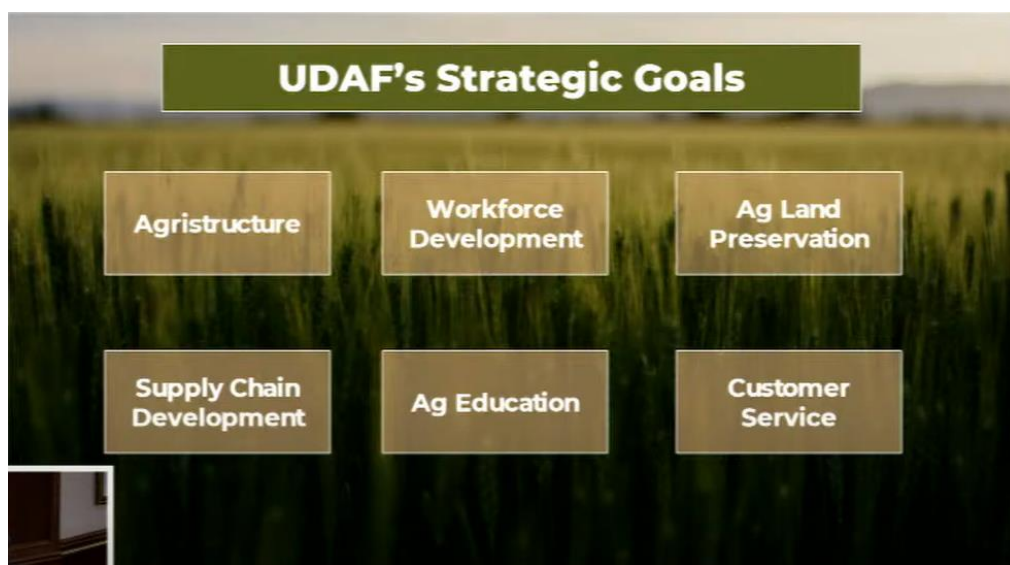 UDAF’s Strategic Goals
Agristructure
Workforce
Development
Ag Land
Preservation
Supply Chain
Development
Ag Education
Customer
Service